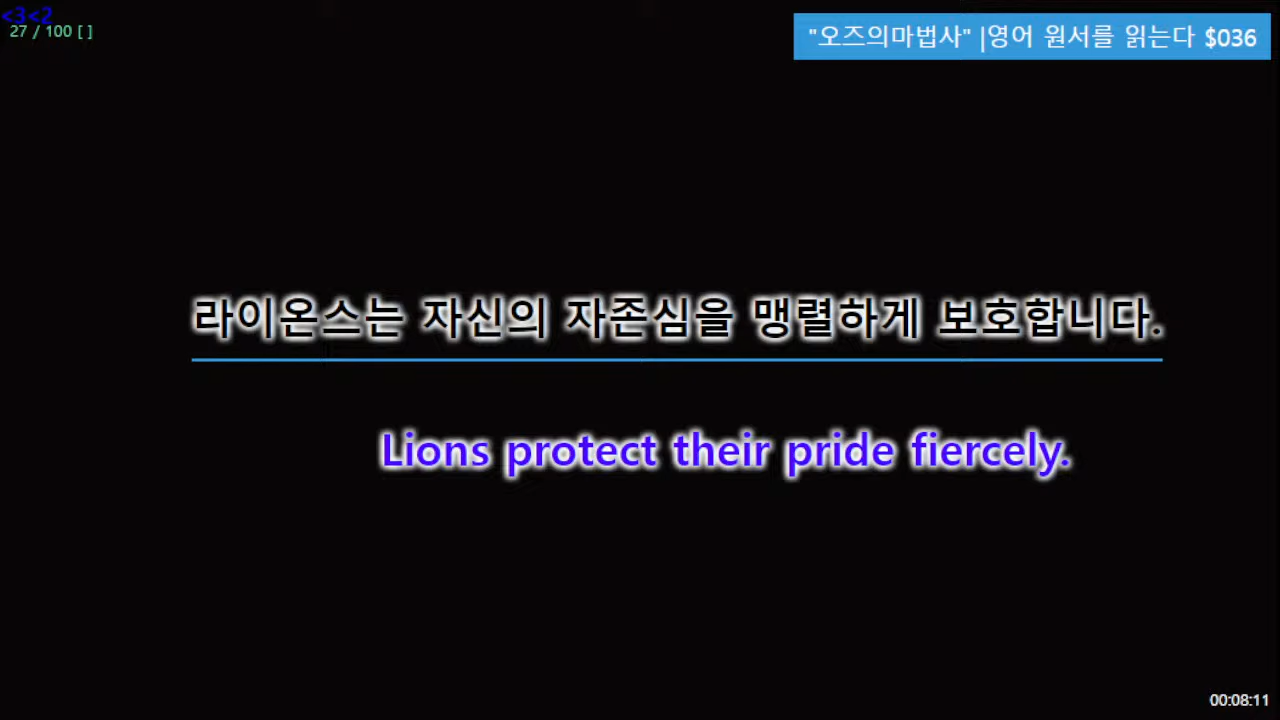 <3<2
27 / 100 [ ]
"오즈의마법사" |영어 원서를 읽는다 $036
라이온스는 자신의 자존심을 맹렬하게 보호합니다.
Lions protect their pride fiercely.
00:08:11